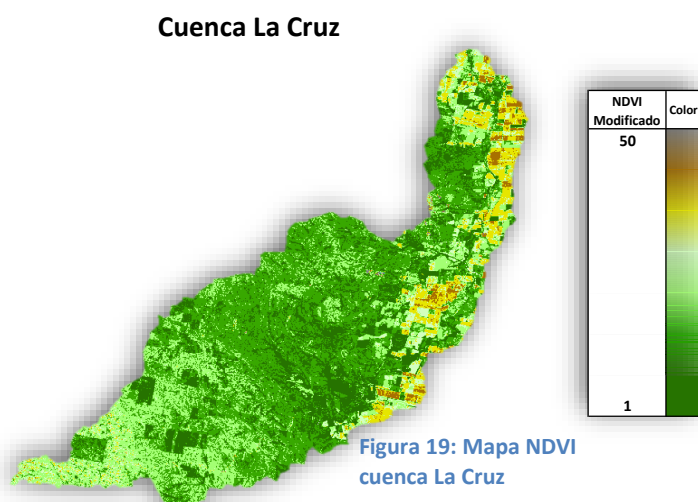 Cuenca La Cruz
NDVI
Modificado
Color
50
1
Figura 19: Mapa NDVI
cuenca La Cruz